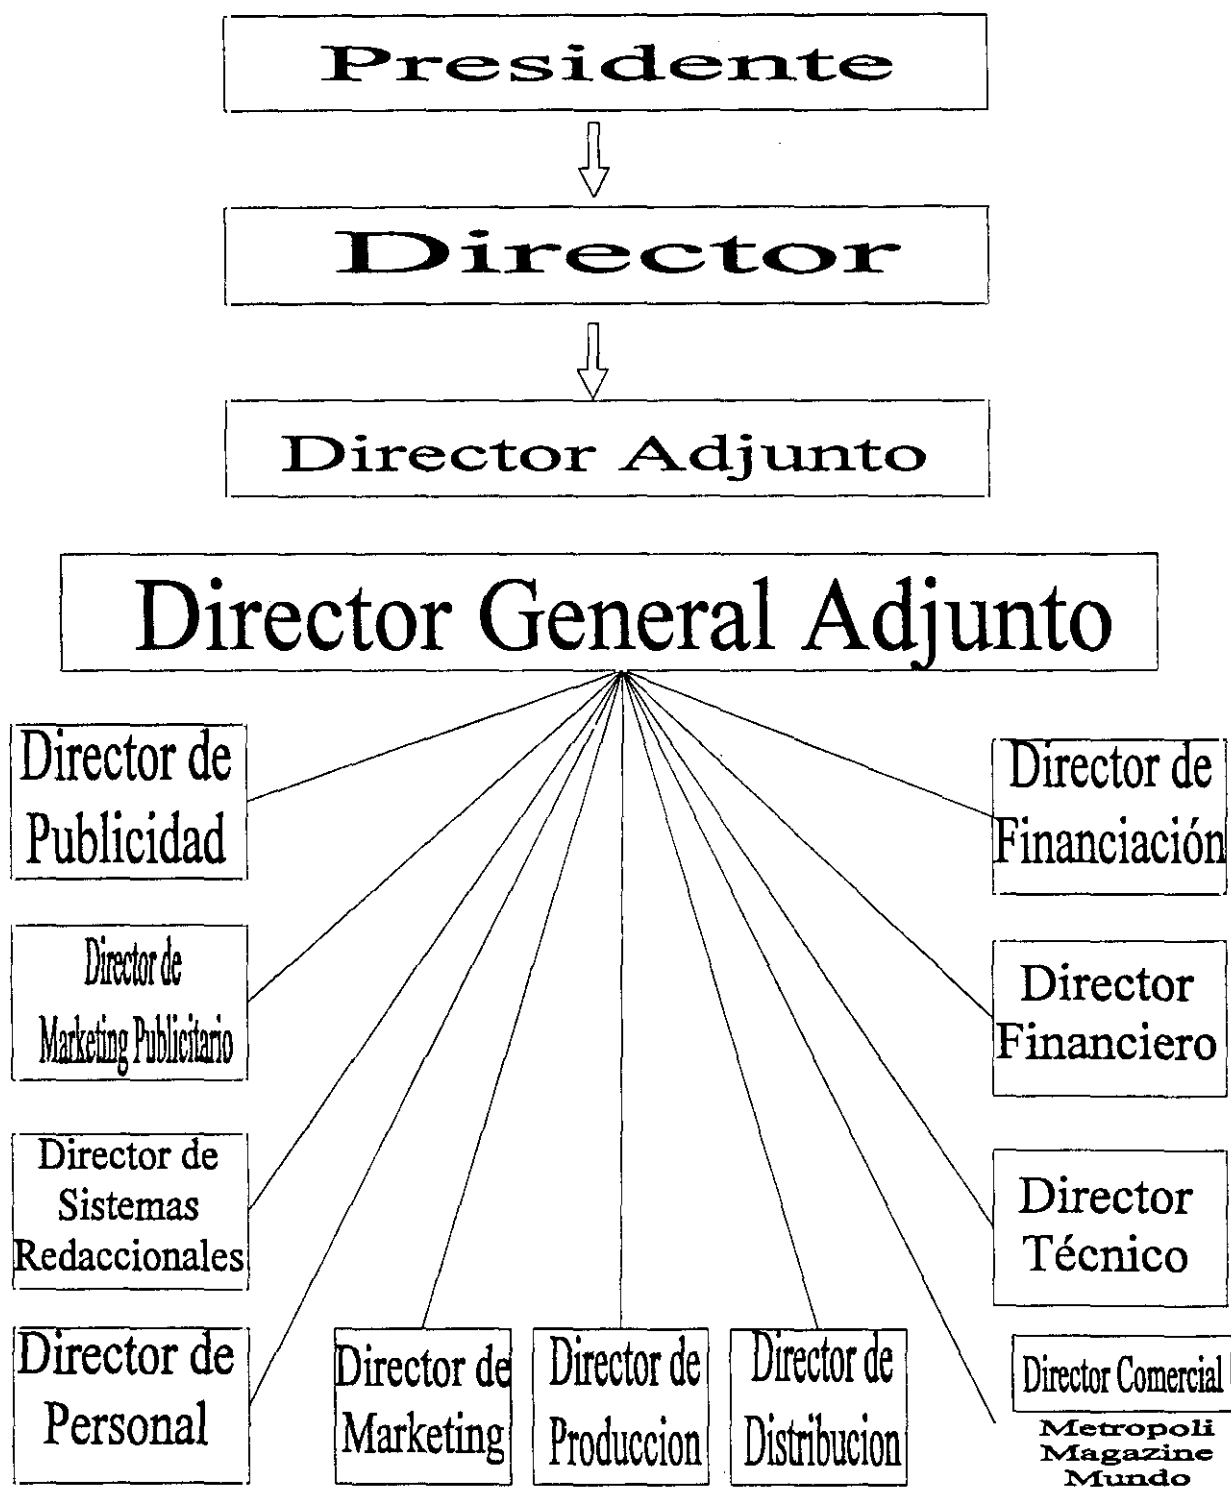 Presidente
Director
Director Adjunto
Director General Adjunto
Director de
Publicidad
Director de
Financiación
Director de
Marketing Publicitario
Director
Financiero
Director de
Sistemas
Redaccionales
Director
Técnico
Director de
Personal
Director de
Marketing
Director de
Produccion
Director de
Distribucion
Director Comercial
Metropoli
Magazine
Mundo